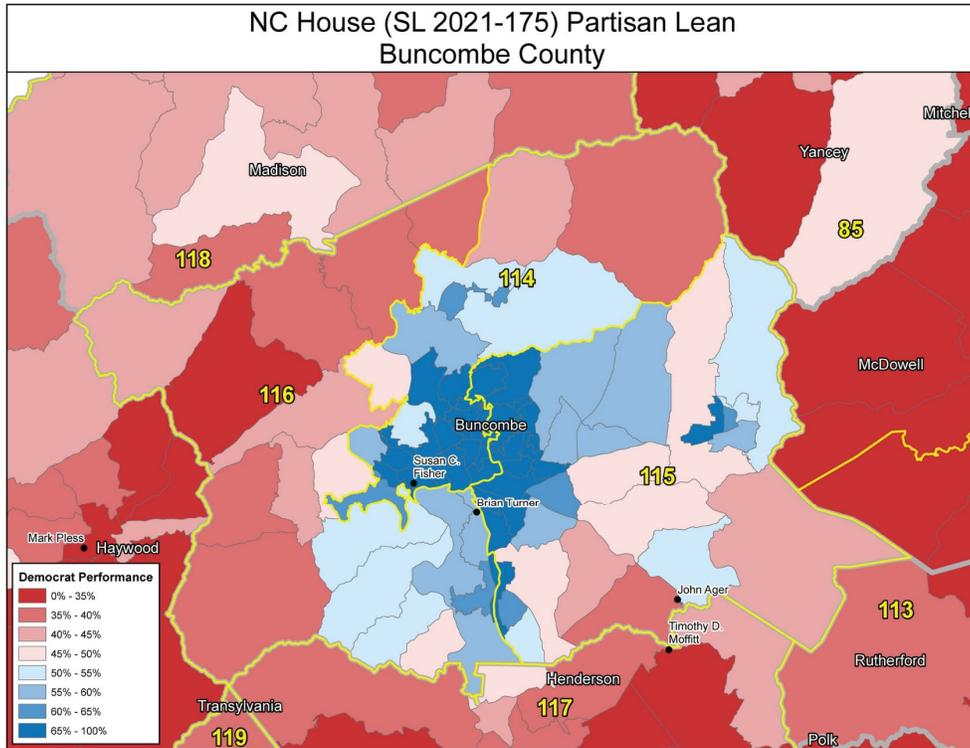 NC House (SL 2021-175) Partisan Lean
Buncombe County
Mitchel
Yancey
Madison
85
118
114
McDowell
116
Buncombe
Susan C.
Fisher
115
Brian Turner
Mark Pless
Haywood
Democrat Performance
0% - 35%
35% - 40%
40% - 45%
45% - 50%
50% - 55%
55% - 60%
60% - 65%
65% - 100%
John Ager
113
Timothy D.
Moffitt
Rutherford
Henderson
Transylvania
117
119
Polk